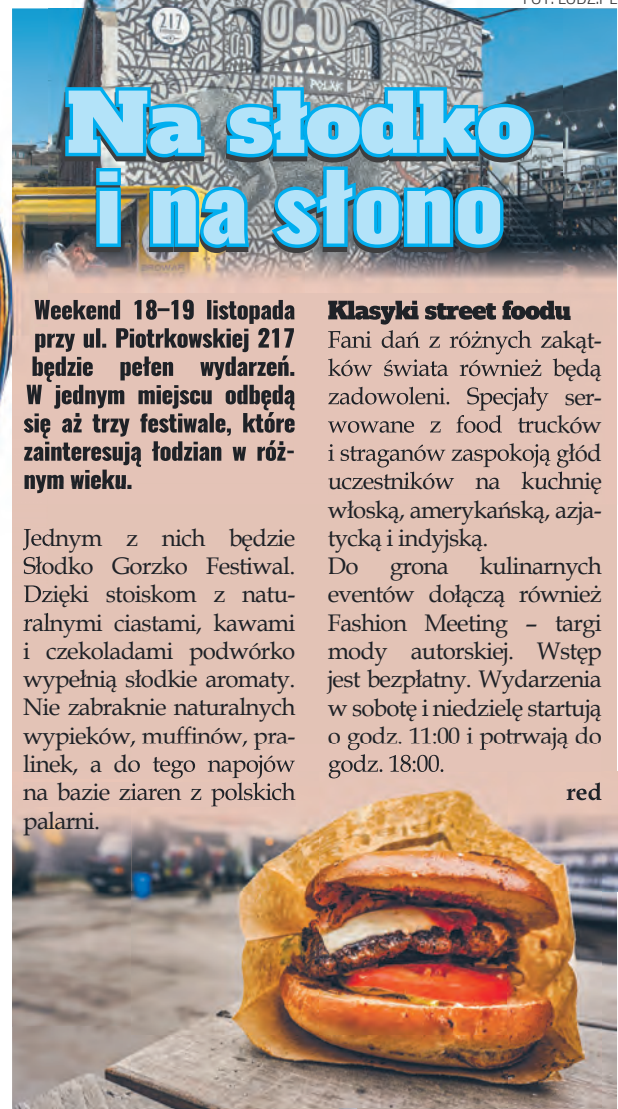 FOT. LODZ.PL
217
POLAK
Na słodko
i na słono
Weekend 18–19 listopada
przy ul. Piotrkowskiej 217
będzie pełen wydarzeń.
W jednym miejscu odbędą
się aż trzy festiwale, które
zainteresują łodzian w róż-
nym wieku.
Jednym z nich będzie
Słodko Gorzko Festiwal.
Dzięki stoiskom z natu-
ralnymi ciastami, kawami
i czekoladami podwórko
wypełnią słodkie aromaty.
Nie zabraknie naturalnych
wypieków, muffinów, pra-
linek, a do tego napojów
na bazie ziaren z polskich
palarni.
Klasyki street foodu
Fani dań z różnych zakąt-
ków świata również będą
zadowoleni. Specjały ser-
wowane z food trucków
i straganów zaspokoją głód
uczestników na kuchnię
włoską, amerykańską, azja-
tycką i indyjską.
Do grona kulinarnych
eventów dołączą również
Fashion Meeting – targi
mody autorskiej. Wstęp
jest bezpłatny. Wydarzenia
w sobotę i niedzielę startują
o godz. 11:00 i potrwają do
godz. 18:00.
red